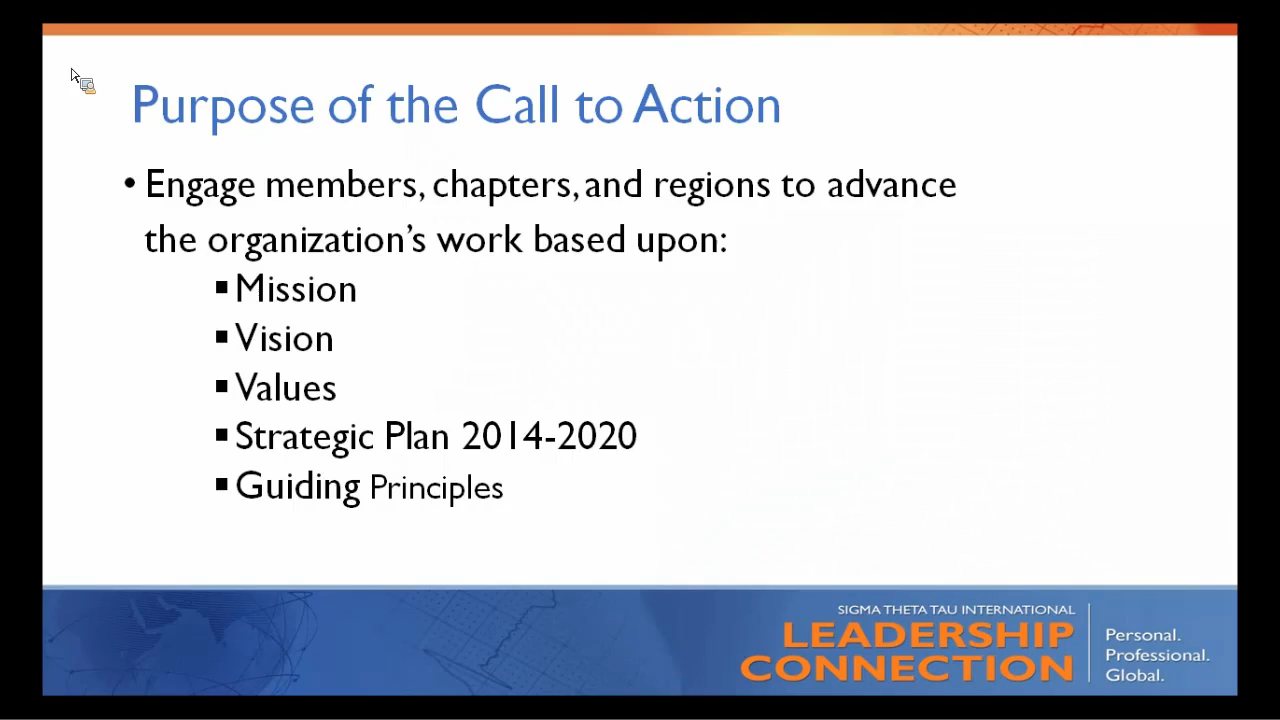 Purpose of the Call to Action
• Engage members, chapters, and regions to advance
the organization’s work based upon:
▪ Mission
▪ Vision
▪ Values
▪ Strategic Plan 2014-2020
▪ Guiding Principles
SIGMA THETA TAU INTERNATIONAL
LEADERSHIP
CONNECTION
Personal.
Professional.
Global.